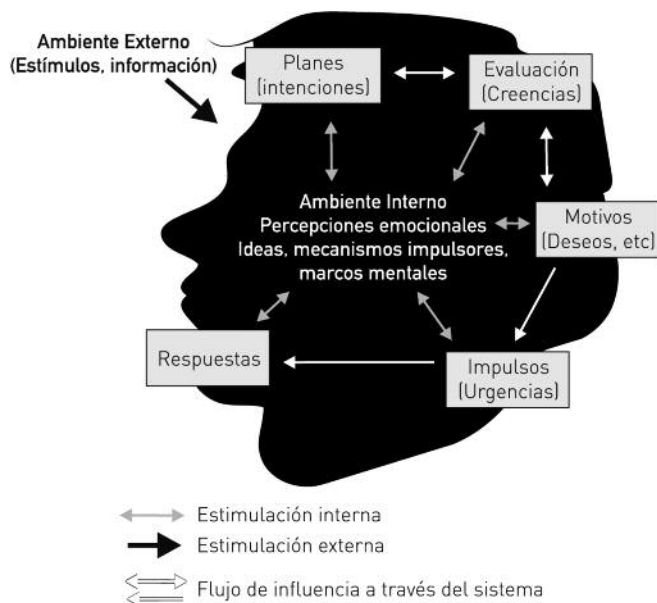 Ambiente Externo
(Estímulos, información)
Planes
(intenciones)
Evaluación
(Creencias)
Ambiente Interno
Percepciones emocionales
Ideas, mecanismos impulsores,
marcos mentales
Motivos
(Deseos, etc)
Respuestas
Impulsos
(Urgencias)
Estimulación interna
Estimulación externa
Flujo de influencia a través del sistema